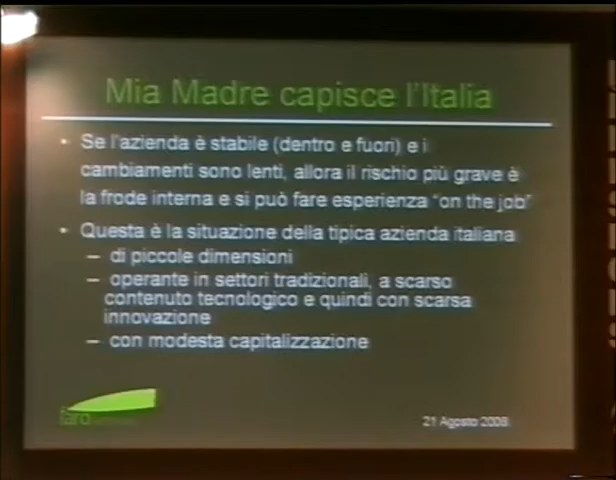 Mia Madre capisce l'Italia
• Se l'azienda è stabile (dentro e fuori) e i
cambiamenti sono lenti, allora il rischio più grave è
la frode interna e si può fare esperienza "on the job"
• Questa è la situazione della tipica azienda italiana
– di piccole dimensioni
– operante in settori tradizionali, a scarso
contenuto tecnologico e quindi con scarsa
innovazione
– con modesta capitalizzazione
faro
21 Agosto 2008